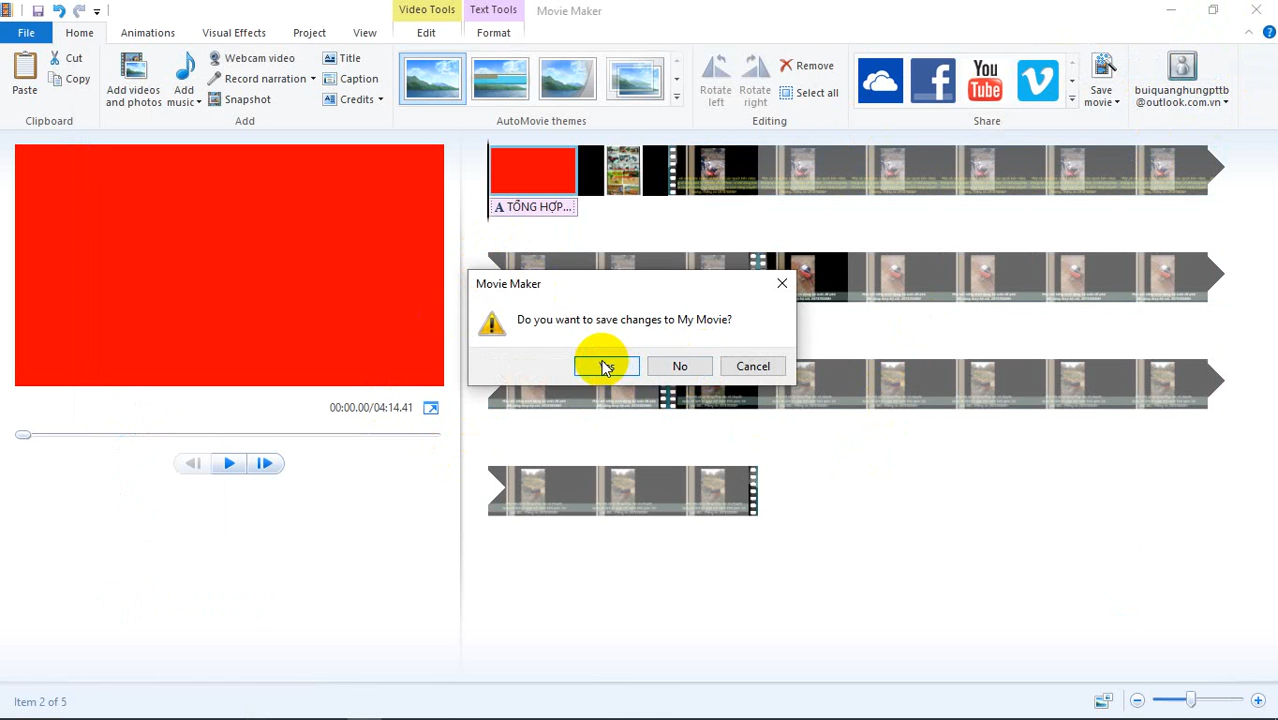 Video Tools
Text Tools
Movie Maker
File
Home
Animations
Visual Effects
Project
View
Edit
Format
Paste
Cut
Copy
Clipboard
Add videos
and photos
Add
music
Webcam video
Record narration
Snapshot
Title
Caption
Credits
Add
AutoMovie themes
Rotate
left
Rotate
right
Remove
Select all
Editing
You
Tube
Share
Save
movie
buiquanghungpttb
@outlook.com.vn
A TỔNG HỢP...
Movie Maker
Do you want to save changes to My Movie?
No
Cancel
00:00.00/04:14.41
Item 2 of 5